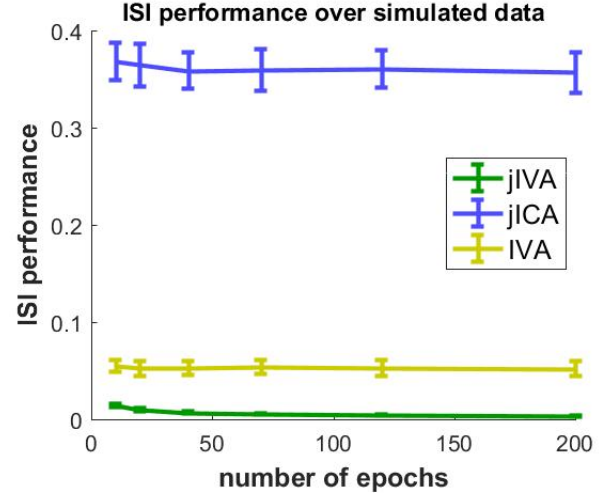 ISI performance over simulated data
0.4
0.3
0.2
0.1
0
ISI performance
jIVA
jICA
IVA
0 50 100 150 200
number of epochs